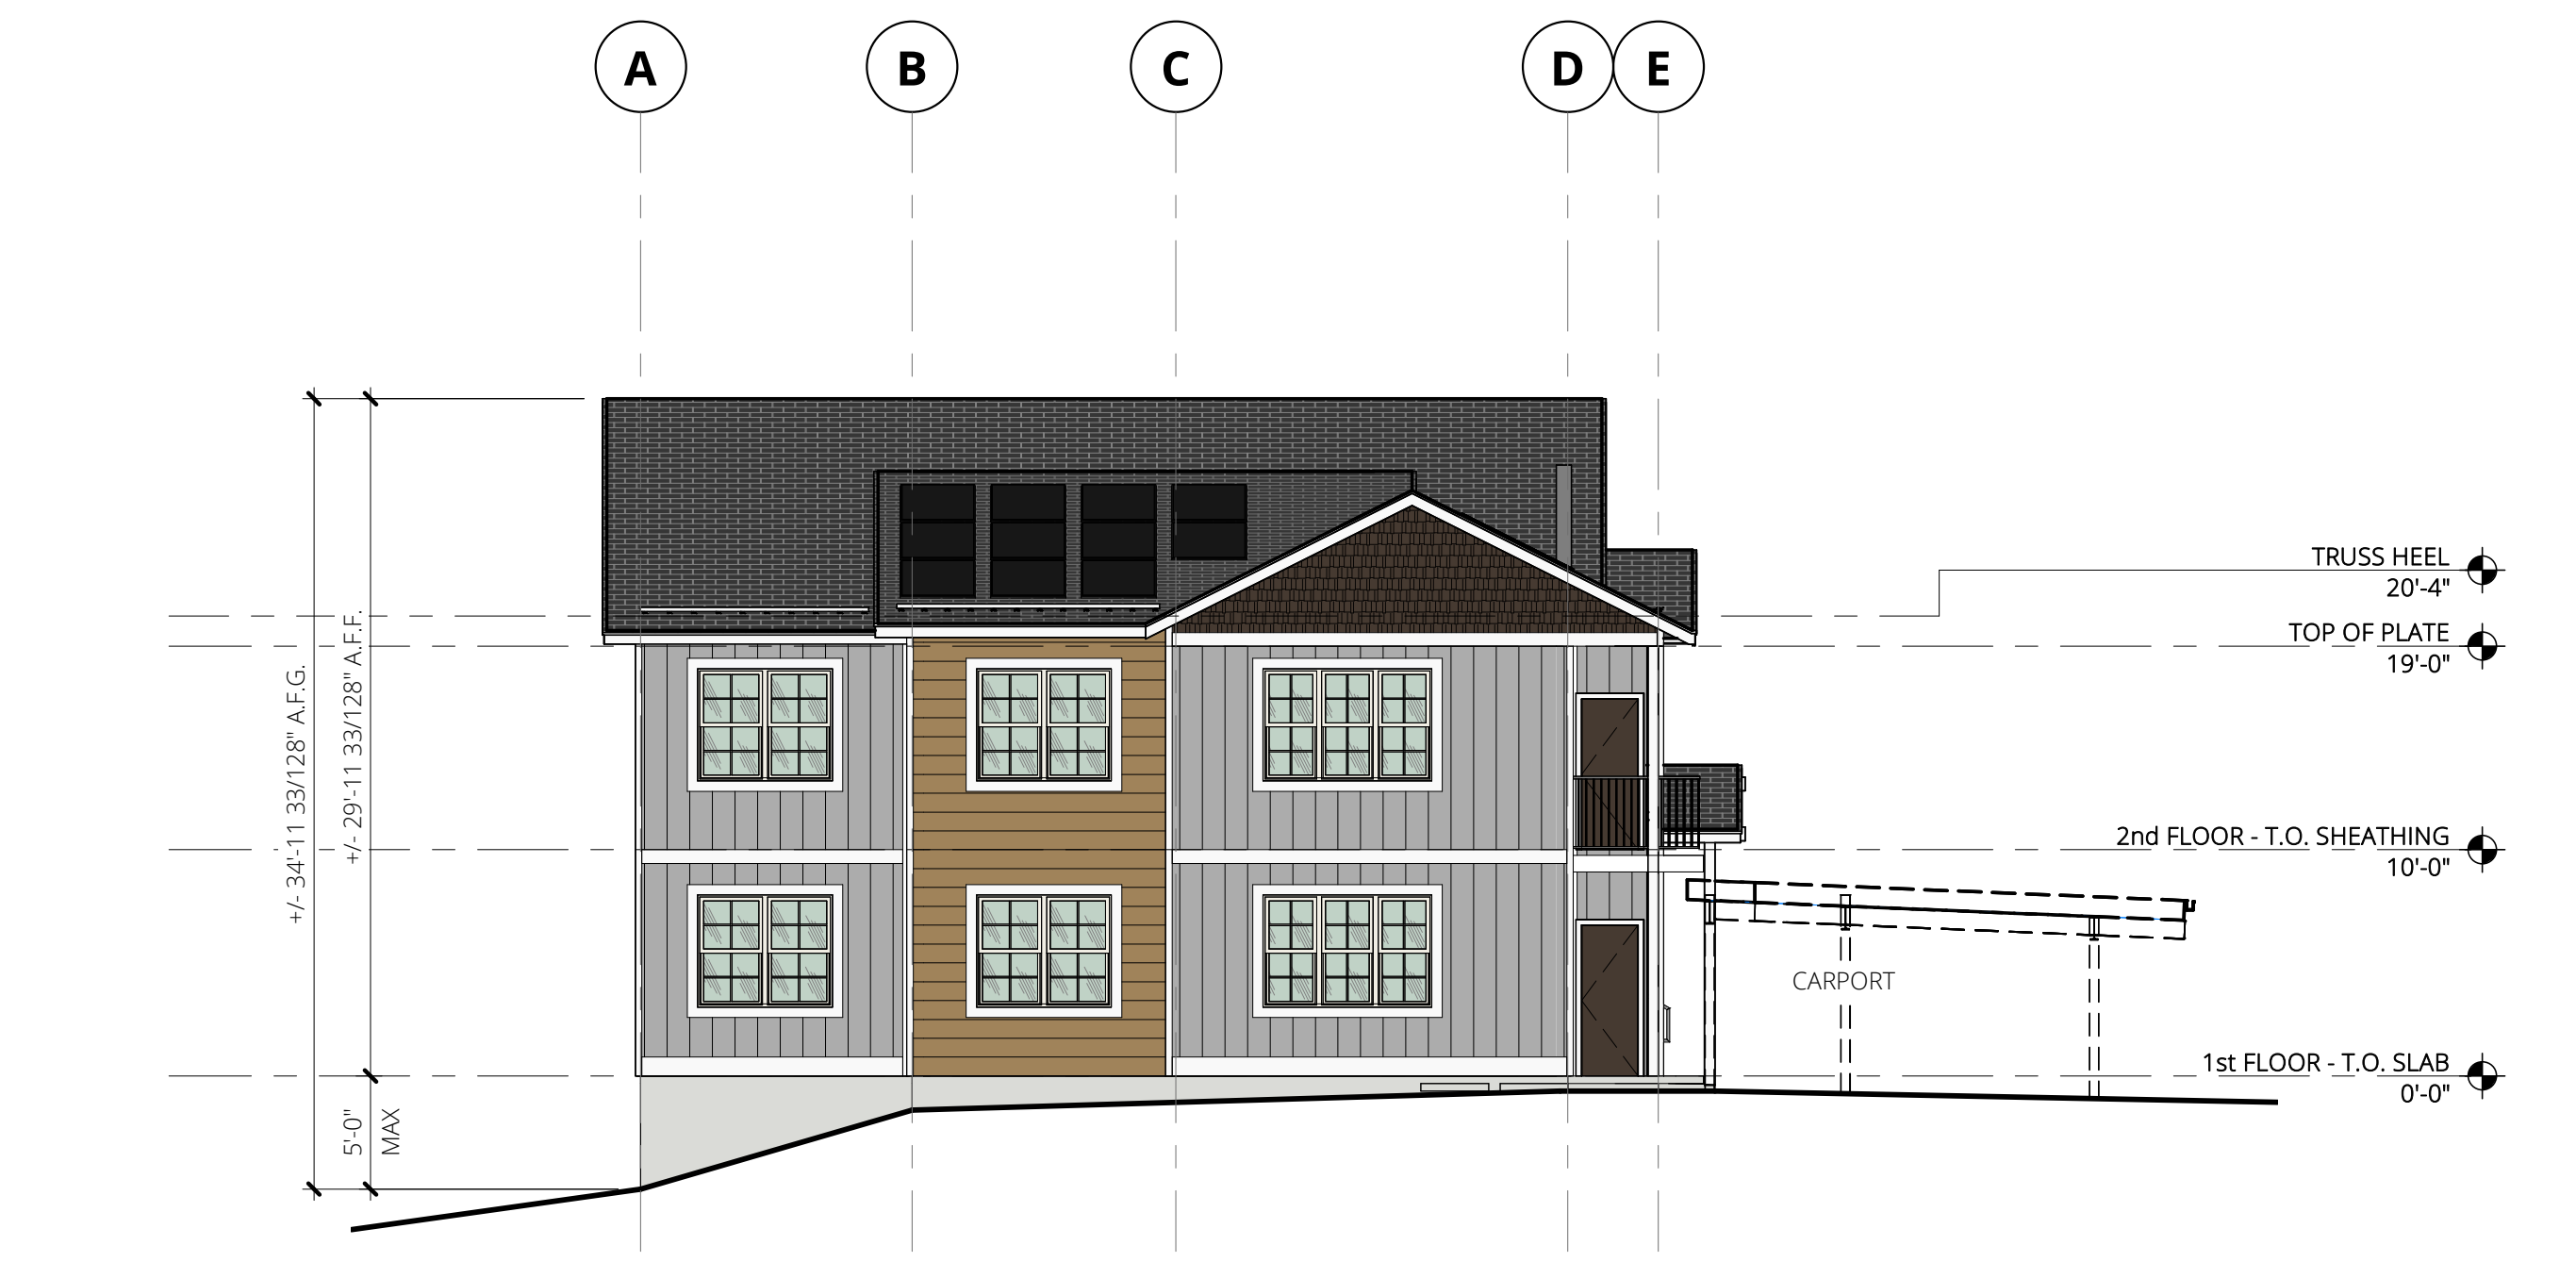 A
B
C
D
E
+/- 34'-11 33/128" A.F.G.
+/- 29'-11 33/128" A.F.F.
5'-0"
MAX
TRUSS HEEL
20'-4"
TOP OF PLATE
19'-0"
2nd FLOOR - T.O. SHEATHING
10'-0"
CARPORT
1st FLOOR - T.O. SLAB
0'-0"